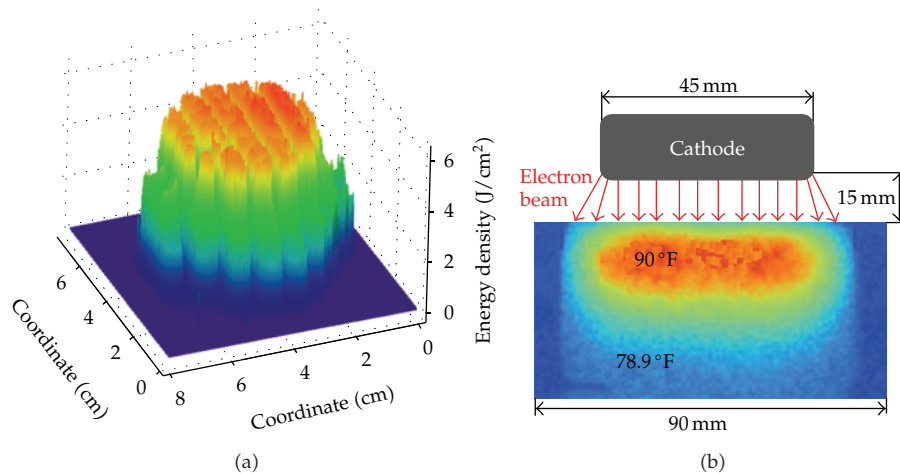 6
4
2
0
Energy density (J/cm²)
6
4
2
0
Coordinate (cm)
8
6
4
2
0
Coordinate (cm)
(a)
45 mm
Cathode
Electron
beam
15 mm
90 °F
78.9 °F
90 mm
(b)